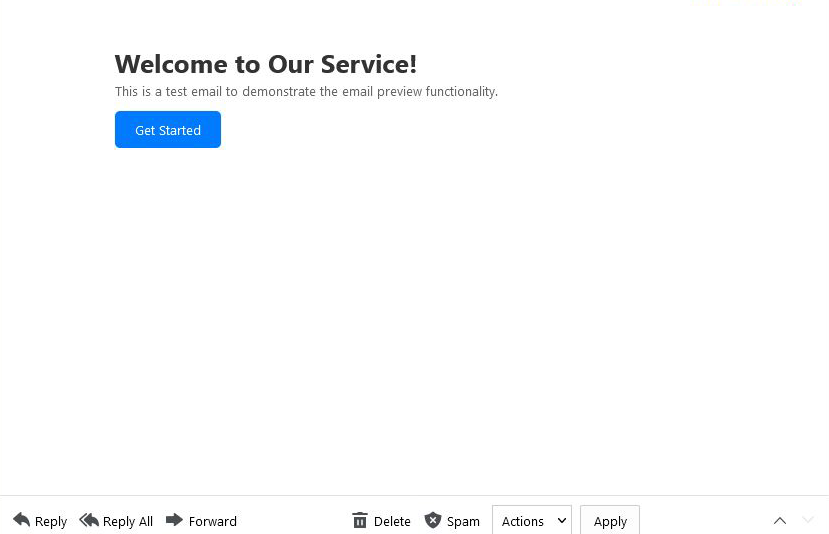 Welcome to Our Service!
This is a test email to demonstrate the email preview functionality.
Get Started
Reply Reply All Forward Delete Spam Actions Apply